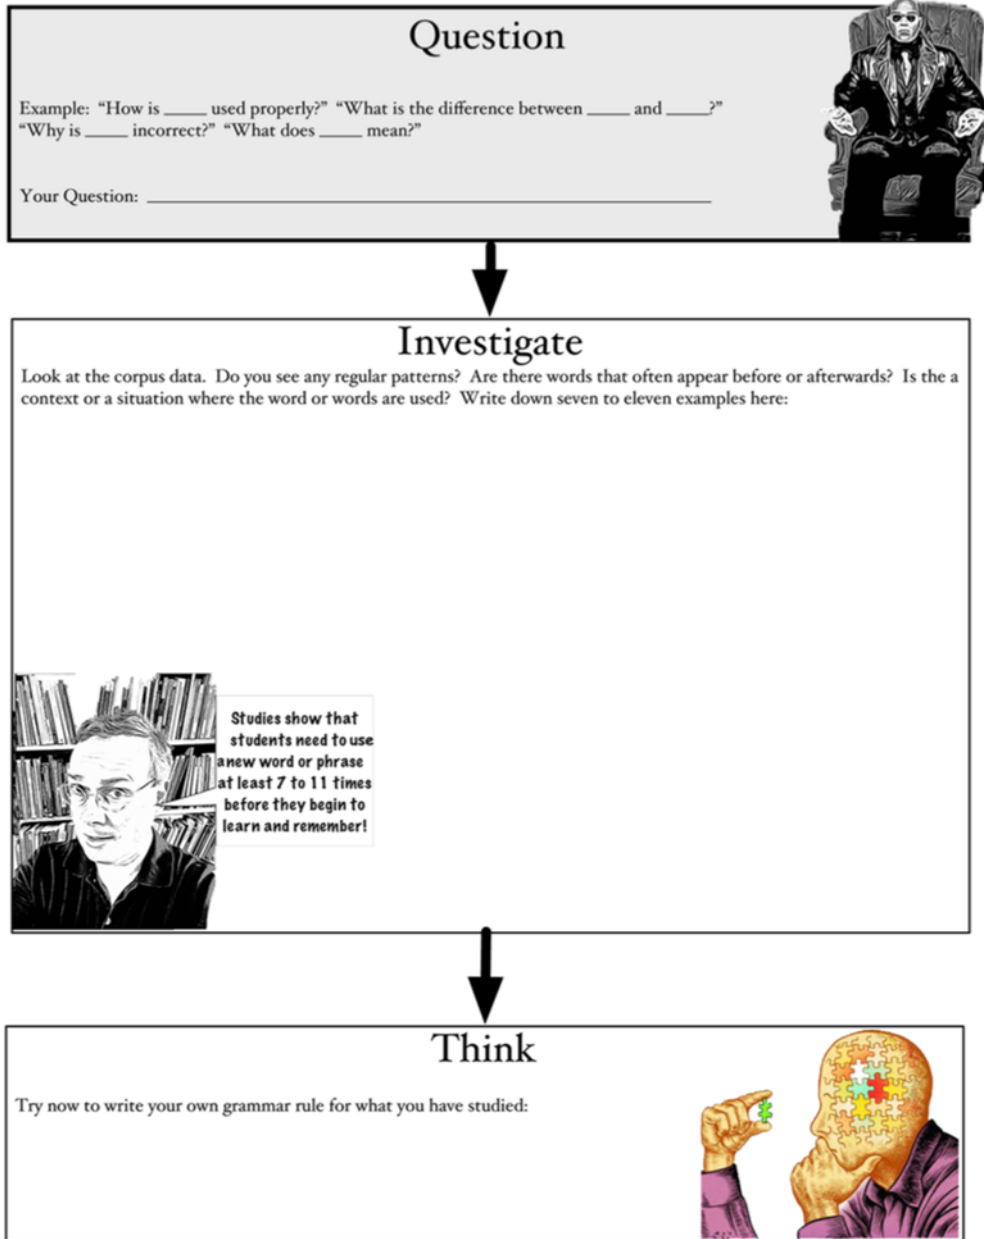 Question
Example: “How is _____ used properly?” “What is the difference between _____ and _____?”
“Why is _____ incorrect?” “What does _____ mean?”
Your Question: ______________________________
Investigate
Look at the corpus data. Do you see any regular patterns? Are there words that often appear before or afterwards? Is the a
context or a situation where the word or words are used? Write down seven to eleven examples here:
Studies show that
students need to use
a new word or phrase
at least 7 to 11 times
before they begin to
learn and remember!
Think
Try now to write your own grammar rule for what you have studied: